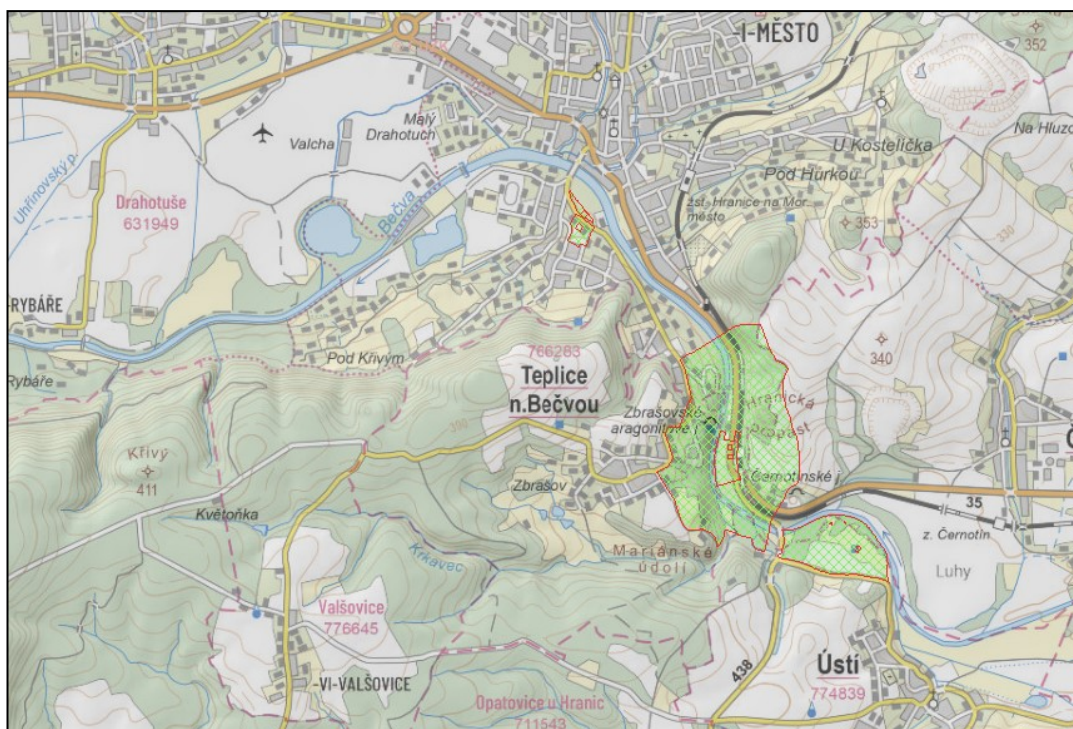 -I-MĚSTO
352
Malý
Drahotuch
Valcha
U Kostelíčka
Na Hluzo
Pod Hůrkou
Uhřínovský p.
Bečva
Drahotuše
631949
zst. Hranice na Mor.
město
353
330
-RYBÁŘE
Rybáře
Pod Křivým
766263
Teplice
n.Bečvou
340
Zbrašovské
aragonitové j
Hranická
propast
390
Křivý
411
Zbrašov
Černotínské j
Č
35
Květoňka
z. Černotín
Krkavec
Mariánské
údolí
Luhy
Valšovice
776645
438
Ústí
774839
-VI-VALŠOVICE
Opatovice u Hranic
711543